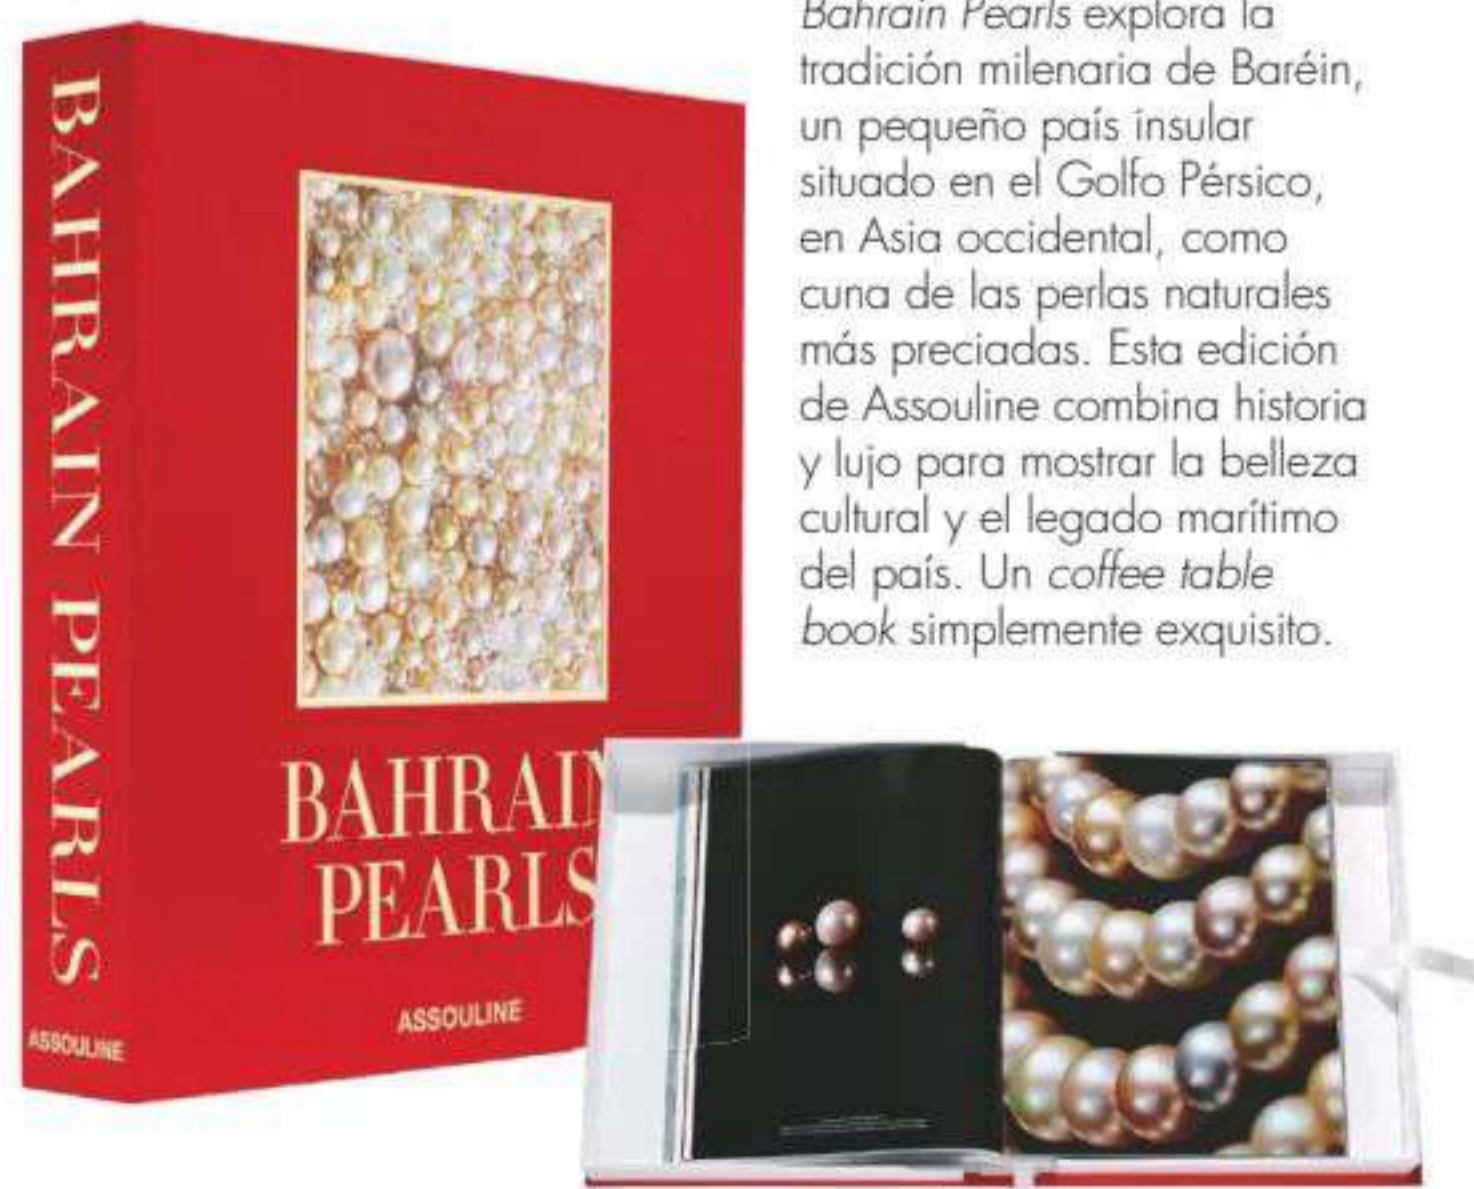 BAHRAIN PEARLS
ASSOULINE
BAHRAIN
PEARLS
ASSOULINE
Bahrain Pearls explora la
tradición milenaria de Baréin,
un pequeño país insular
situado en el Golfo Pérsico,
en Asia occidental, como
cuna de las perlas naturales
más preciadas. Esta edición
de Assouline combina historia
y lujo para mostrar la belleza
cultural y el legado marítimo
del país. Un coffee table
book simplemente exquisito.